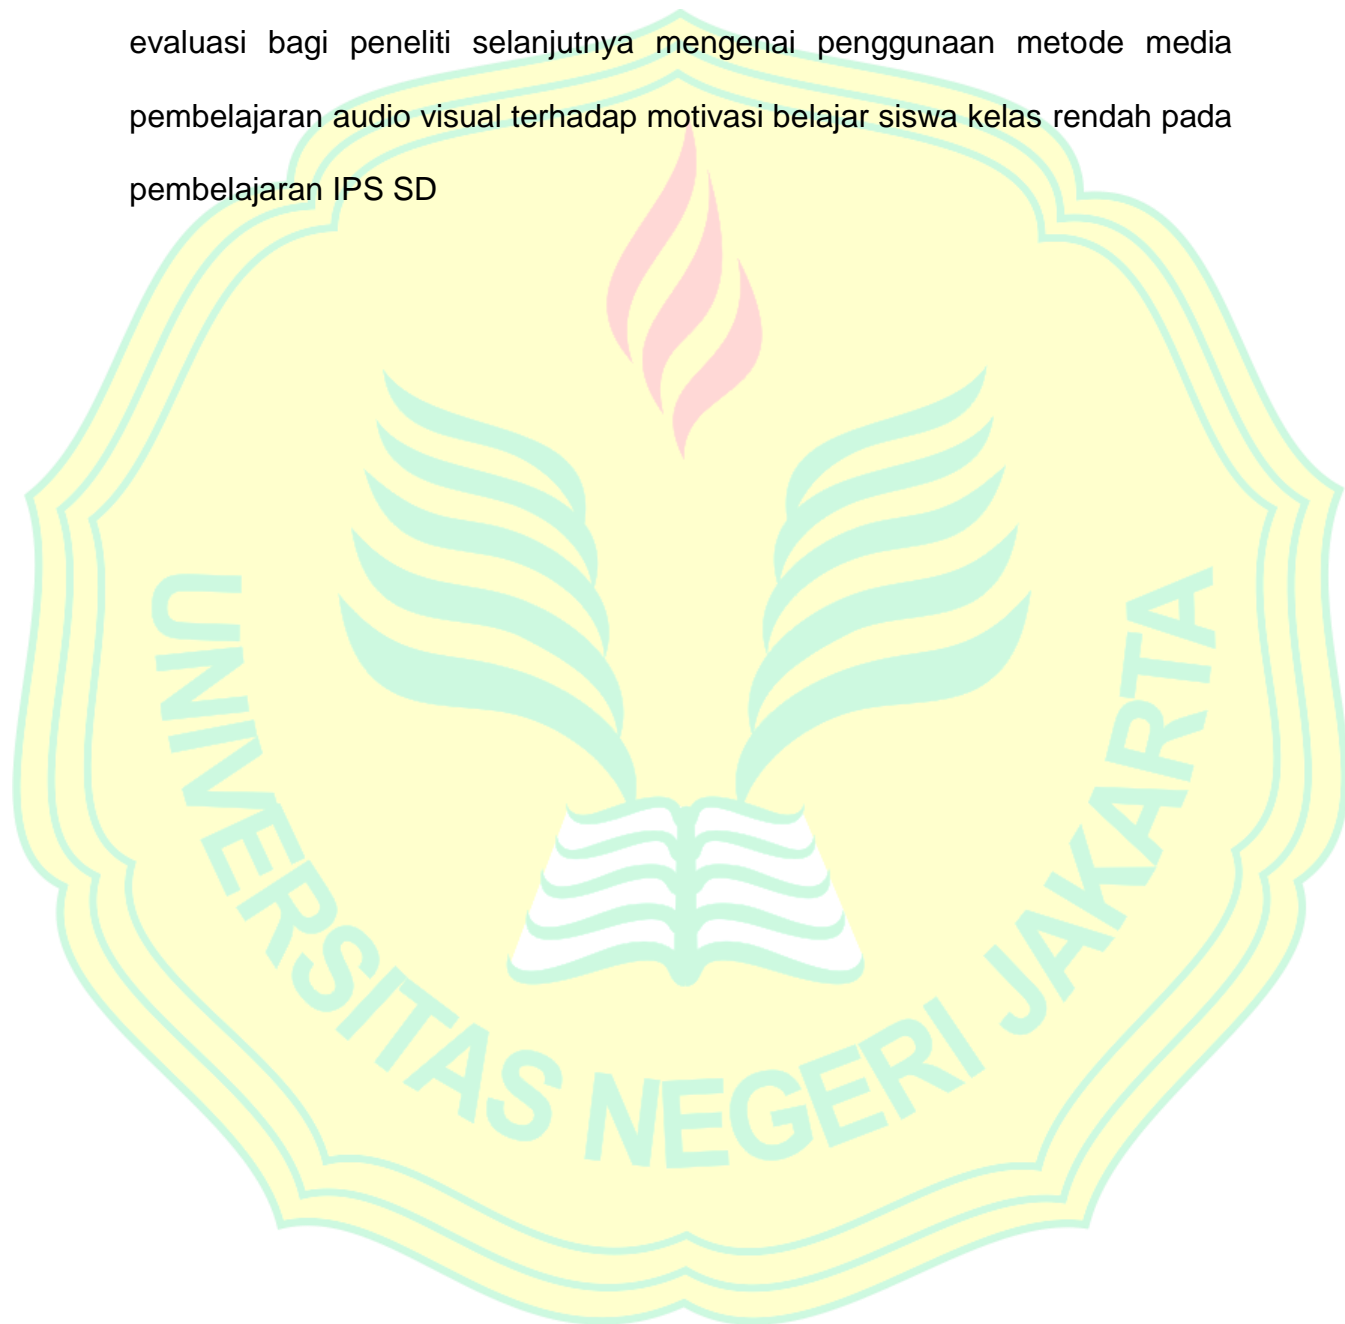 evaluasi bagi peneliti selanjutnya mengenai penggunaan metode media
pembelajaran audio visual terhadap motivasi belajar siswa kelas rendah pada
pembelajaran IPS SD
UNIVERSITAS NEGERI JAKARTA